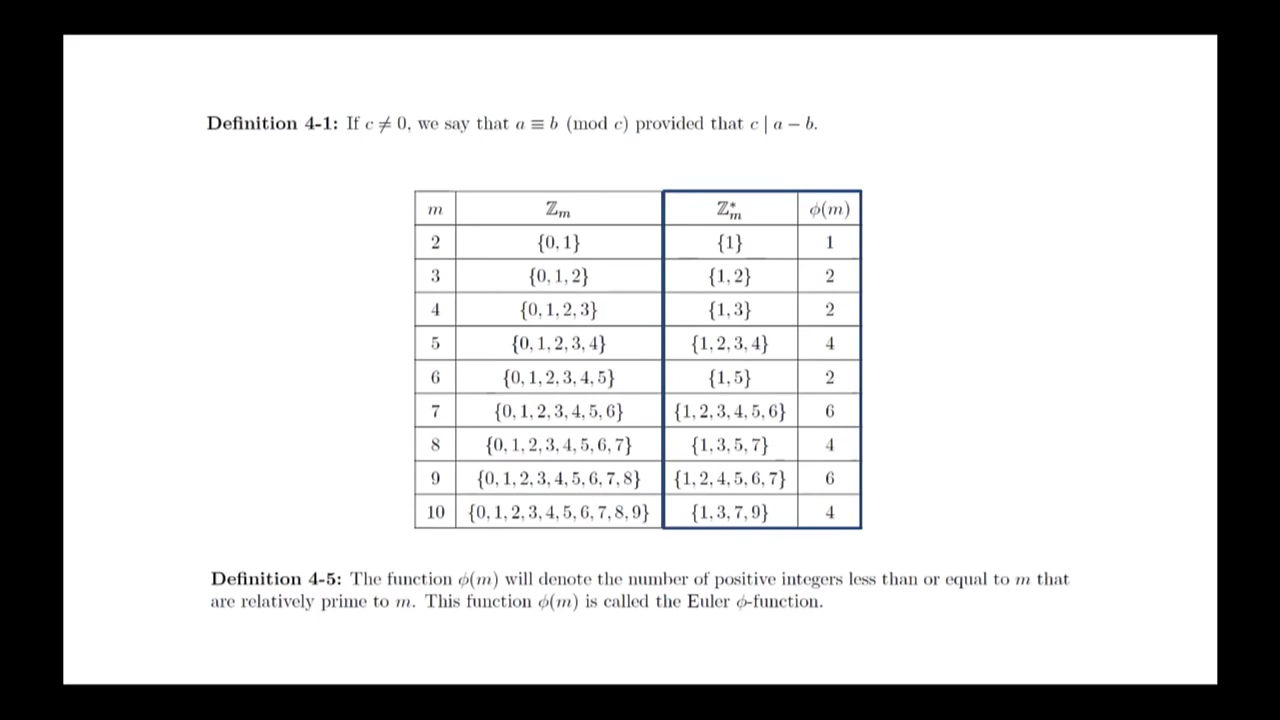 Definition 4-1: If c ≠ 0, we say that a ≡ b (mod c) provided that c | a − b.
m ℤₘ ℤ*ₘ ϕ(m)
2 {0, 1} {1} 1
3 {0, 1, 2} {1, 2} 2
4 {0, 1, 2, 3} {1, 3} 2
5 {0, 1, 2, 3, 4} {1, 2, 3, 4} 4
6 {0, 1, 2, 3, 4, 5} {1, 5} 2
7 {0, 1, 2, 3, 4, 5, 6} {1, 2, 3, 4, 5, 6} 6
8 {0, 1, 2, 3, 4, 5, 6, 7} {1, 3, 5, 7} 4
9 {0, 1, 2, 3, 4, 5, 6, 7, 8} {1, 2, 4, 5, 6, 7} 6
10 {0, 1, 2, 3, 4, 5, 6, 7, 8, 9} {1, 3, 7, 9} 4
Definition 4-5: The function ϕ(m) will denote the number of positive integers less than or equal to m that
are relatively prime to m. This function ϕ(m) is called the Euler ϕ-function.